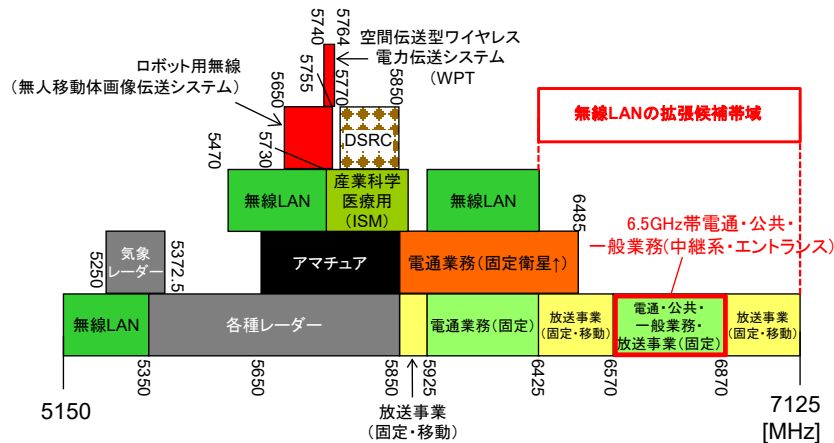 5740
5764
空間伝送型ワイヤレス
電力伝送システム
(WPT
ロボット用無線
(無人移動体画像伝送システム)
5650
5755
5770
5850
無線LANの拡張候補帯域
5470
5730
DSRC
無線LAN
産業科学
医療用
(ISM)
無線LAN
6485
6.5GHz帯電通・公共・
一般業務(中継系・エントランス)
5250
気象
レーダー
5372.5
アマチュア
電通業務(固定衛星↑)
無線LAN
各種レーダー
電通業務(固定)
放送事業
(固定・移動)
電通・公共・
一般業務・
放送事業(固定)
放送事業
(固定・移動)
5150
5350
5650
5850
5925
6425
6570
6870
7125
[MHz]
放送事業
(固定・移動)